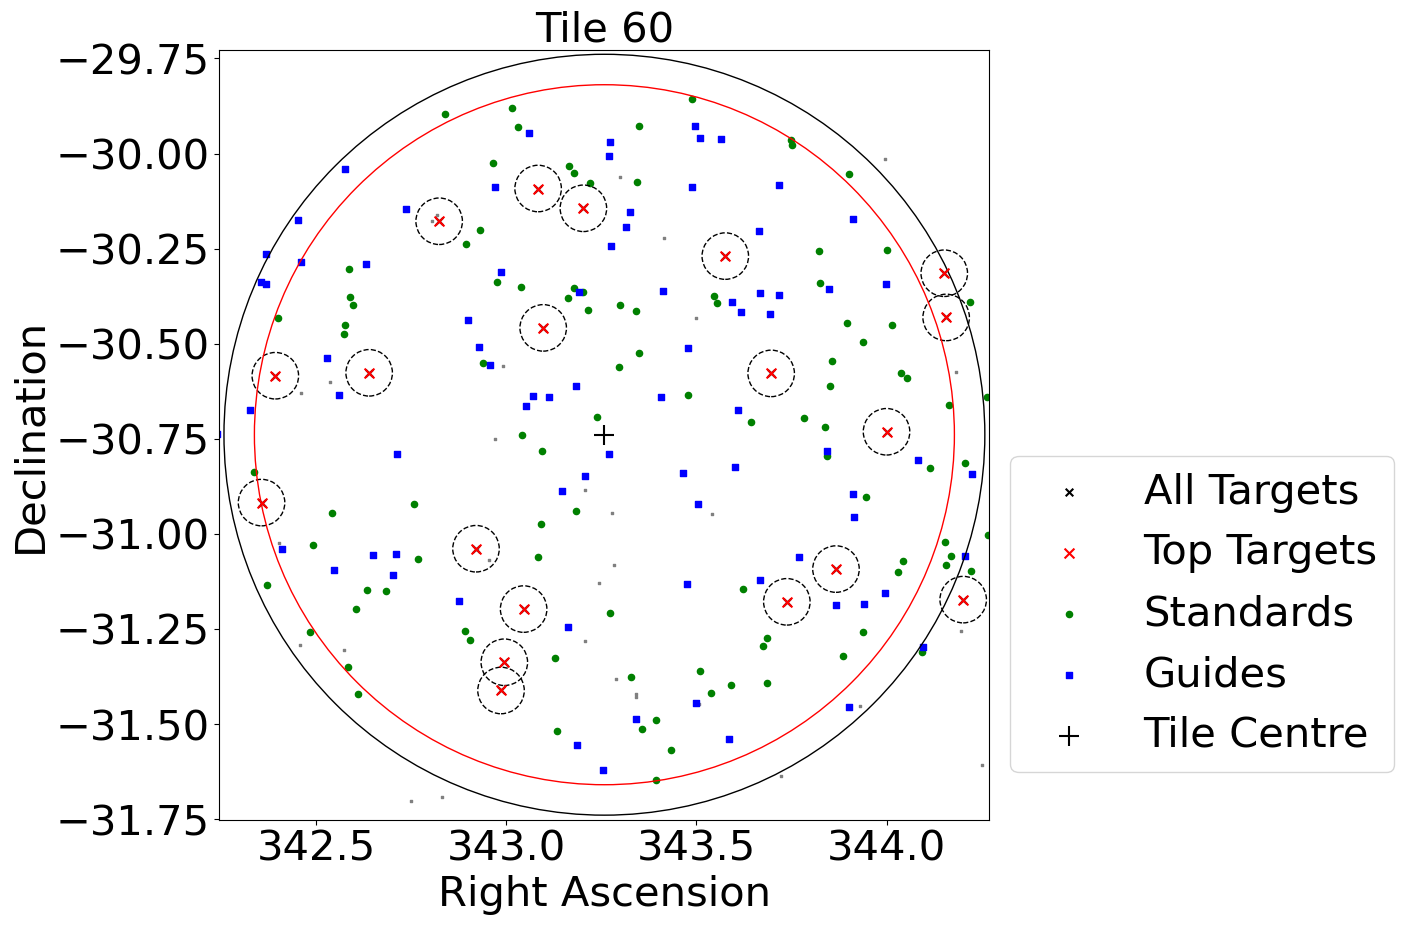 Tile 60
−29.75
−30.00
−30.25
−30.50
−30.75
−31.00
−31.25
−31.50
−31.75
Declination
342.5 343.0 343.5 344.0
Right Ascension
All Targets
Top Targets
Standards
Guides
Tile Centre